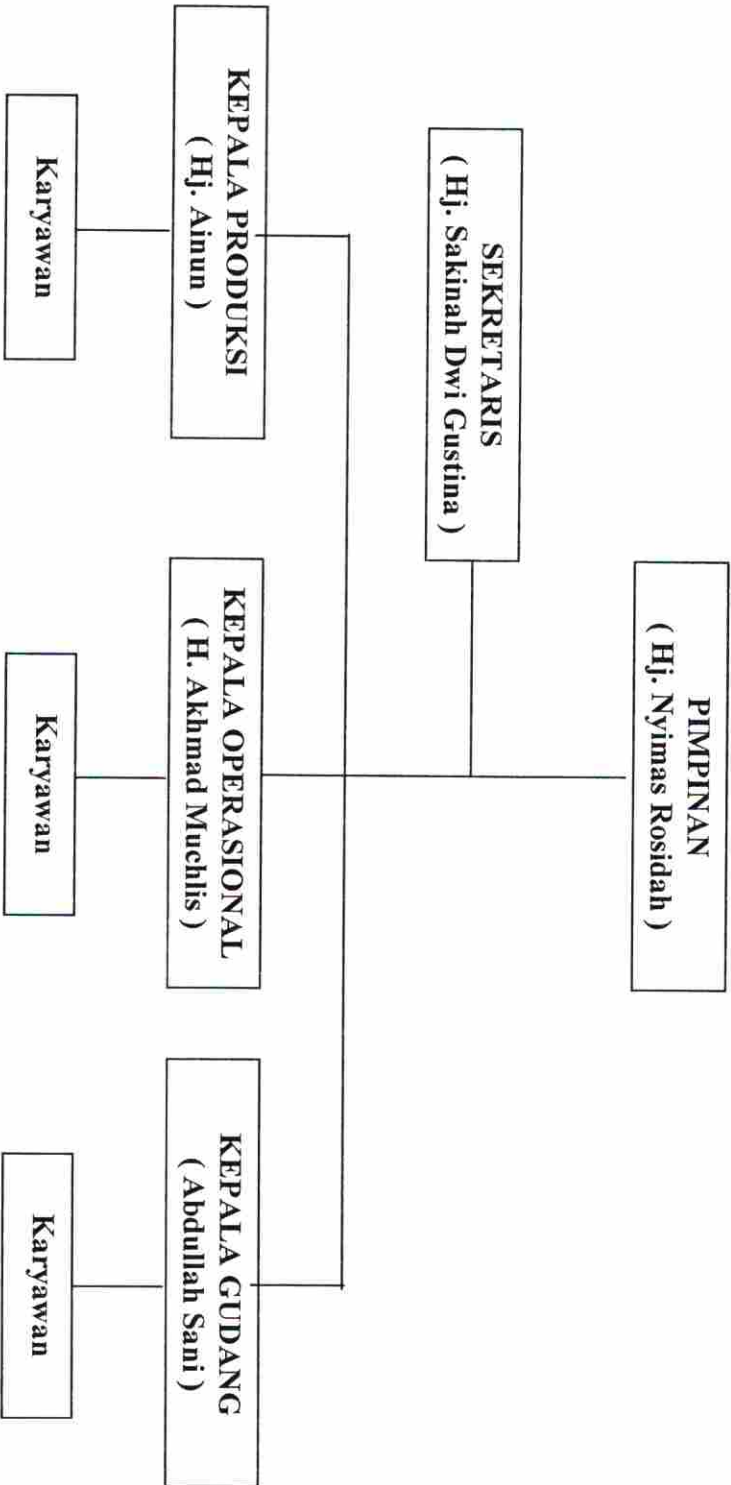 PIMPINAN
( Hj. Nyimas Rosidah )
SEKRETARIS
( Hj. Sakinah Dwi Gustina )
KEPALA PRODUKSI
( Hj. Ainun )
KEPALA OPERASIONAL
( H. Akhmad Muchlis )
KEPALA GUDANG
( Abdullah Sani )
Karyawan
Karyawan
Karyawan